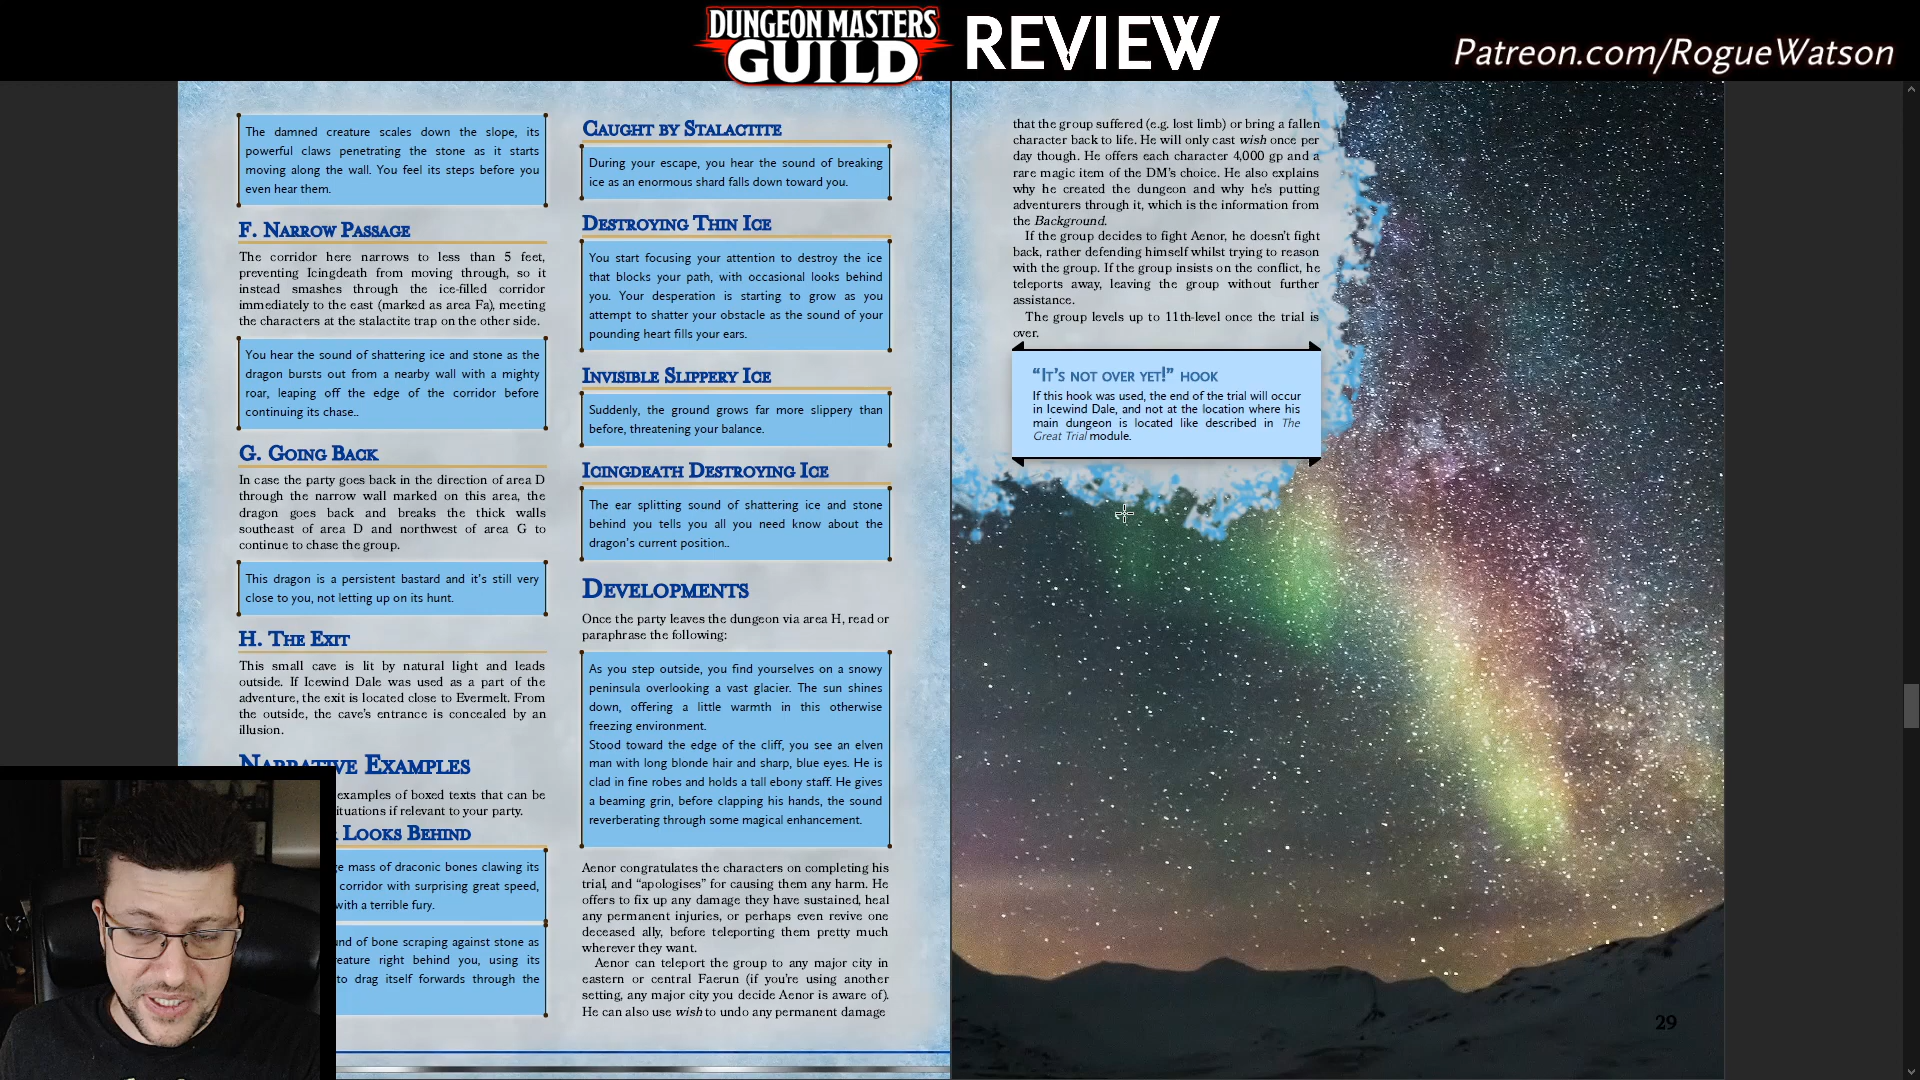 DUNGEON MASTERS
GUILD
REVIEW
Patreon.com/RogueWatson
The damned creature scales down the slope, its
powerful claws penetrating the stone as it starts
moving along the wall. You feel its steps before you
even hear them.
F. Narrow Passage
The corridor here narrows to less than 5 feet,
preventing Icingdeath from moving through, so it
instead smashes through the ice-filled corridor
immediately to the east (marked as area Fa), meeting
the characters at the stalactite trap on the other side.
You hear the sound of shattering ice and stone as the
dragon bursts out from a nearby wall with a mighty
roar, leaping off the edge of the corridor before
continuing its chase..
G. Going Back
In case the party goes back in the direction of area D
through the narrow wall marked on this area, the
dragon goes back and breaks the thick walls
southeast of area D and northwest of area G to
continue to chase the group.
This dragon is a persistent bastard and it's still very
close to you, not letting up on its hunt.
H. The Exit
This small cave is lit by natural light and leads
outside. If Icewind Dale was used as a part of the
adventure, the exit is located close to Evermelt. From
the outside, the cave's entrance is concealed by an
illusion.
Narrative Examples
examples of boxed texts that can be
ituations if relevant to your party.
Looks Behind
ge mass of draconic bones clawing its
corridor with surprising great speed,
with a terrible fury.
und of bone scraping against stone as
reature right behind you, using its
to drag itself forwards through the
Caught by Stalactite
During your escape, you hear the sound of breaking
ice as an enormous shard falls down toward you.
Destroying Thin Ice
You start focusing your attention to destroy the ice
that blocks your path, with occasional looks behind
you. Your desperation is starting to grow as you
attempt to shatter your obstacle as the sound of your
pounding heart fills your ears.
Invisible Slippery Ice
Suddenly, the ground grows far more slippery than
before, threatening your balance.
Icingdeath Destroying Ice
The ear splitting sound of shattering ice and stone
behind you tells you all you need know about the
dragon's current position..
Developments
Once the party leaves the dungeon via area H, read or
paraphrase the following:
As you step outside, you find yourselves on a snowy
peninsula overlooking a vast glacier. The sun shines
down, offering a little warmth in this otherwise
freezing environment.
Stood toward the edge of the cliff, you see an elven
man with long blonde hair and sharp, blue eyes. He is
clad in fine robes and holds a tall ebony staff. He gives
a beaming grin, before clapping his hands, the sound
reverberating through some magical enhancement.
Aenor congratulates the characters on completing his
trial, and “apologises” for causing them any harm. He
offers to fix up any damage they have sustained, heal
any permanent injuries, or perhaps even revive one
deceased ally, before teleporting them pretty much
wherever they want.
Aenor can teleport the group to any major city in
eastern or central Faerun (if you're using another
setting, any major city you decide Aenor is aware of).
He can also use wish to undo any permanent damage
that the group suffered (e.g. lost limb) or bring a fallen
character back to life. He will only cast wish once per
day though. He offers each character 4,000 gp and a
rare magic item of the DM's choice. He also explains
why he created the dungeon and why he's putting
adventurers through it, which is the information from
the Background.
If the group decides to fight Aenor, he doesn't fight
back, rather defending himself whilst trying to reason
with the group. If the group insists on the conflict, he
teleports away, leaving the group without further
assistance.
The group levels up to 11th-level once the trial is
over.
“It's not over yet!” hook
If this hook was used, the end of the trial will occur
in Icewind Dale, and not at the location where his
main dungeon is located like described in The
Great Trial module.
29